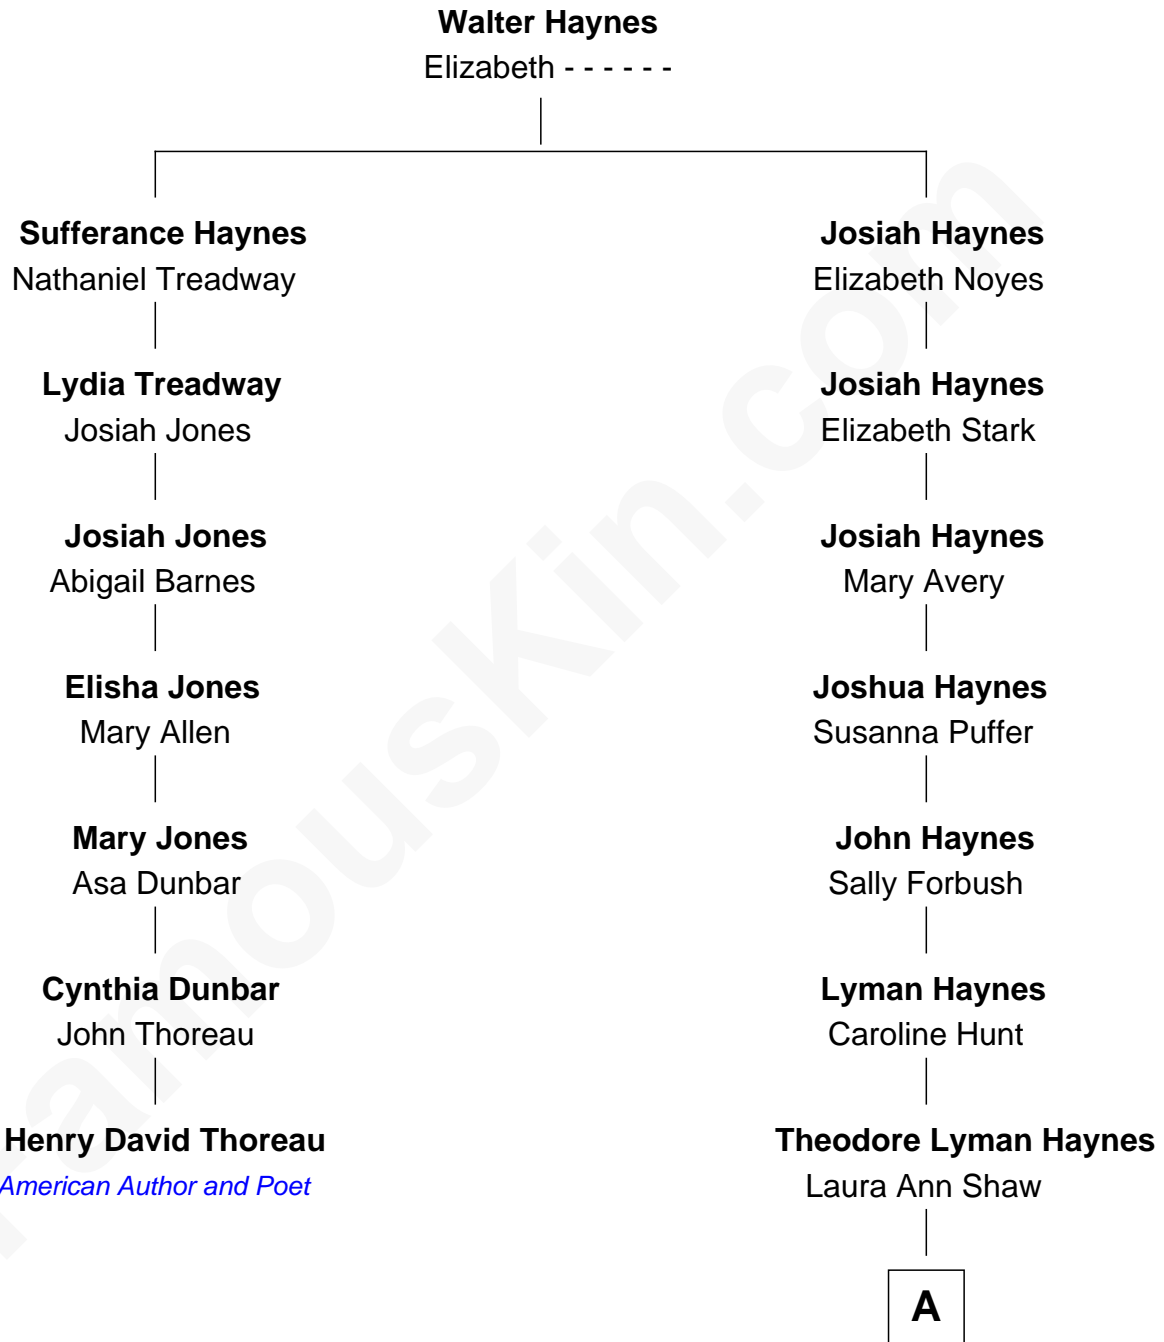 Walter Haynes
Elizabeth - - - - - -
Sufferance Haynes
Nathaniel Treadway
Josiah Haynes
Elizabeth Noyes
Lydia Treadway
Josiah Jones
Josiah Haynes
Elizabeth Stark
Josiah Jones
Abigail Barnes
Josiah Haynes
Mary Avery
Elisha Jones
Mary Allen
Joshua Haynes
Susanna Puffer
Mary Jones
Asa Dunbar
John Haynes
Sally Forbush
Cynthia Dunbar
John Thoreau
Lyman Haynes
Caroline Hunt
Henry David Thoreau
American Author and Poet
Theodore Lyman Haynes
Laura Ann Shaw
A
FamousKin.com